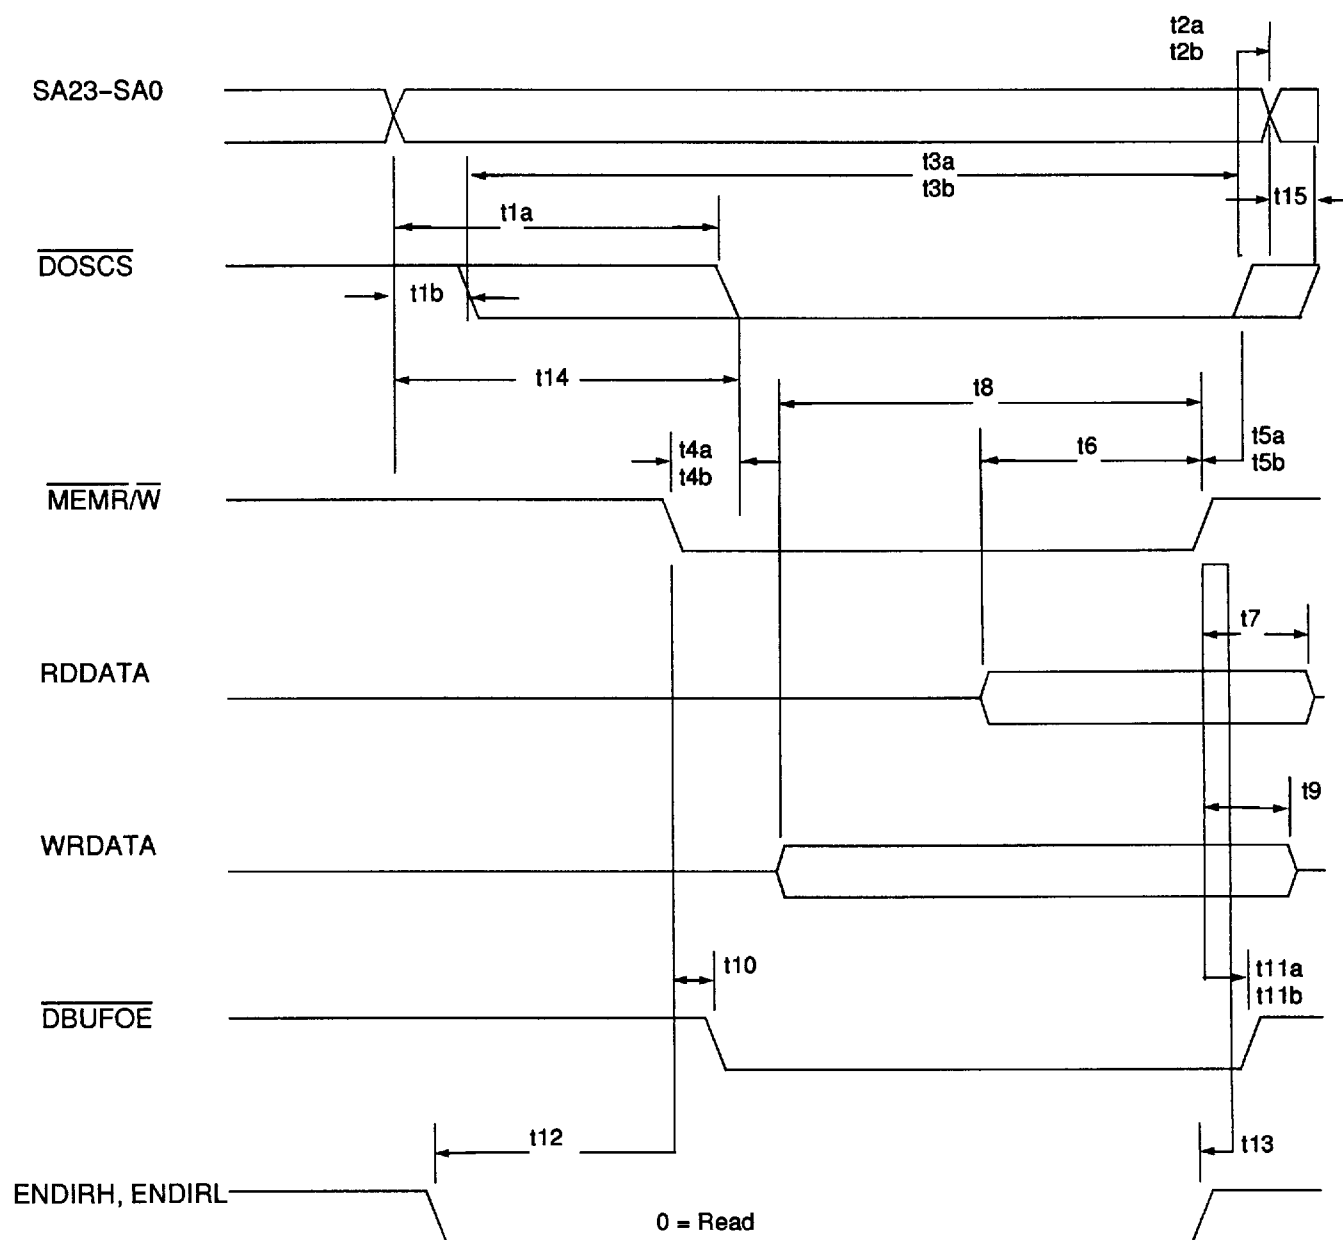 t2a
t2b
SA23–SA0
t3a
t3b
t15
t1a
DOSCS
t1b
t14
t8
t4a
t4b
t6
t5a
t5b
MEMR/W
t7
RDDATA
t9
WRDATA
t10
t11a
t11b
DBUFOE
t12
t13
ENDIRH, ENDIRL
0 = Read